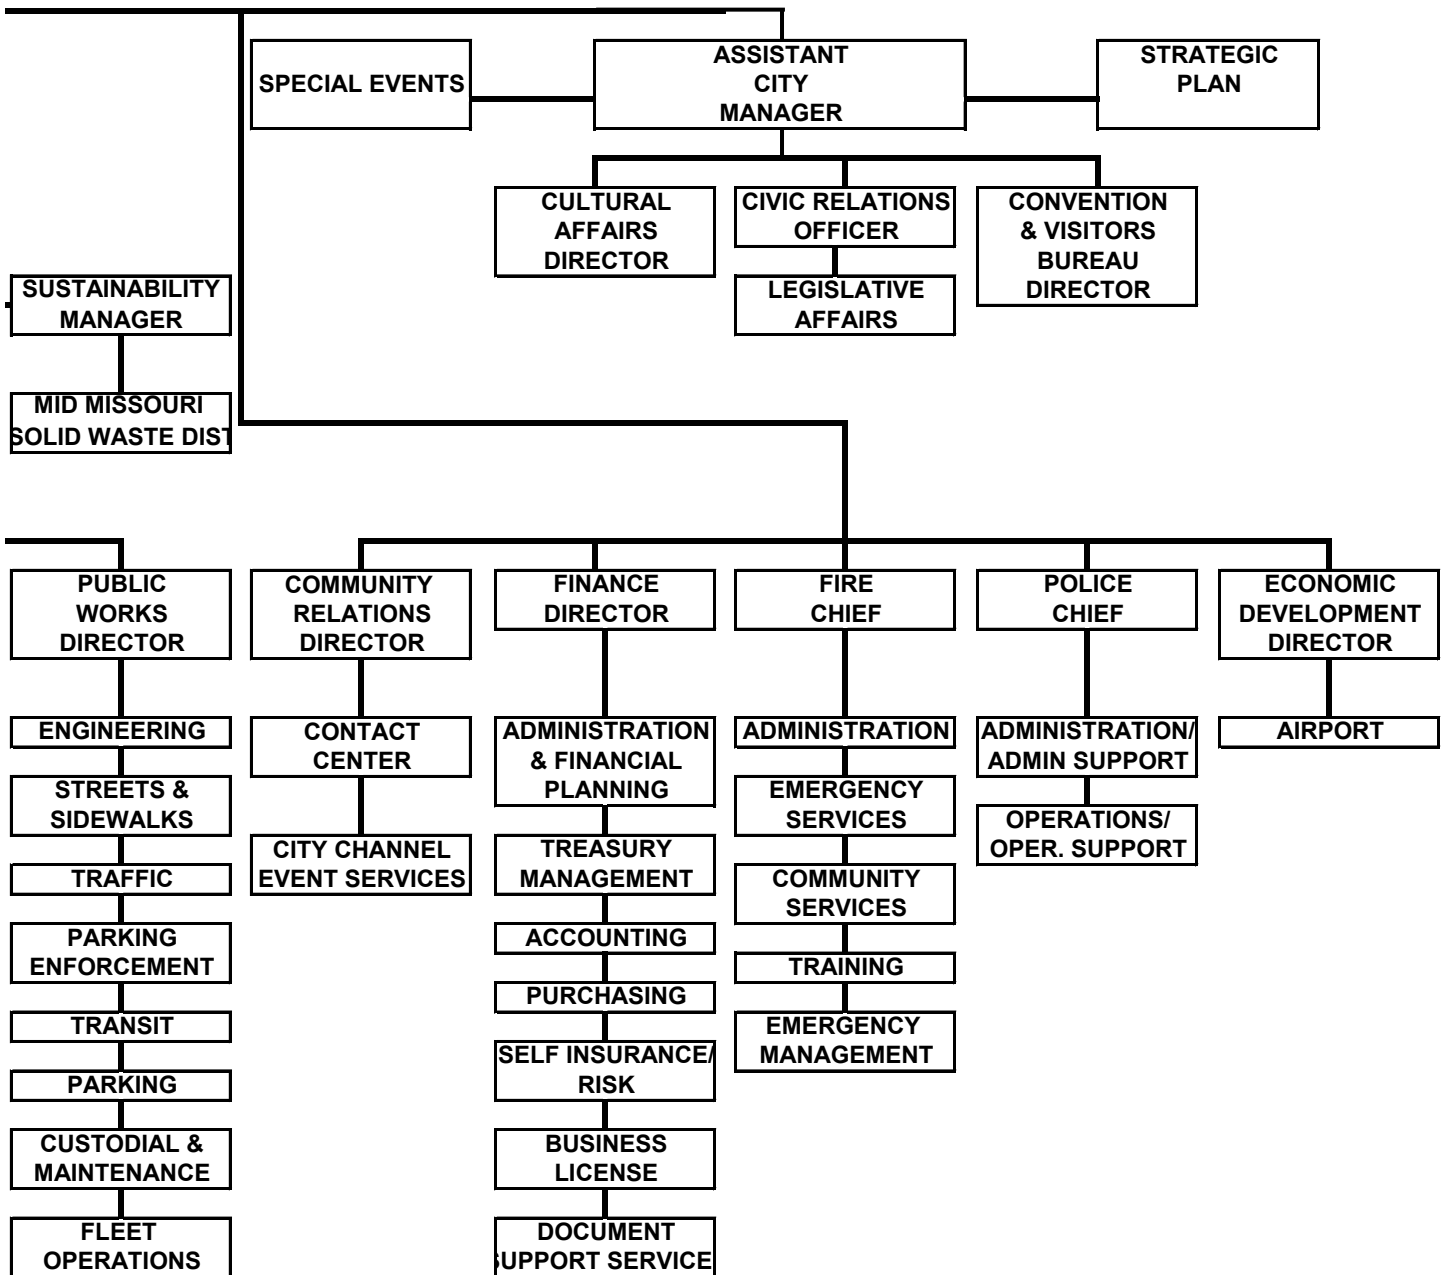 SPECIAL EVENTS
ASSISTANT
CITY
MANAGER
STRATEGIC
PLAN
CULTURAL
AFFAIRS
DIRECTOR
CIVIC RELATIONS
OFFICER
CONVENTION
& VISITORS
BUREAU
DIRECTOR
LEGISLATIVE
AFFAIRS
SUSTAINABILITY
MANAGER
MID MISSOURI
SOLID WASTE DIST
PUBLIC
WORKS
DIRECTOR
COMMUNITY
RELATIONS
DIRECTOR
FINANCE
DIRECTOR
FIRE
CHIEF
POLICE
CHIEF
ECONOMIC
DEVELOPMENT
DIRECTOR
ENGINEERING
STREETS &
SIDEWALKS
TRAFFIC
PARKING
ENFORCEMENT
TRANSIT
PARKING
CUSTODIAL &
MAINTENANCE
FLEET
OPERATIONS
CONTACT
CENTER
CITY CHANNEL
EVENT SERVICES
ADMINISTRATION
& FINANCIAL
PLANNING
TREASURY
MANAGEMENT
ACCOUNTING
PURCHASING
SELF INSURANCE/
RISK
BUSINESS
LICENSE
DOCUMENT
SUPPORT SERVICE
ADMINISTRATION
EMERGENCY
SERVICES
COMMUNITY
SERVICES
TRAINING
EMERGENCY
MANAGEMENT
ADMINISTRATION/
ADMIN SUPPORT
OPERATIONS/
OPER. SUPPORT
AIRPORT